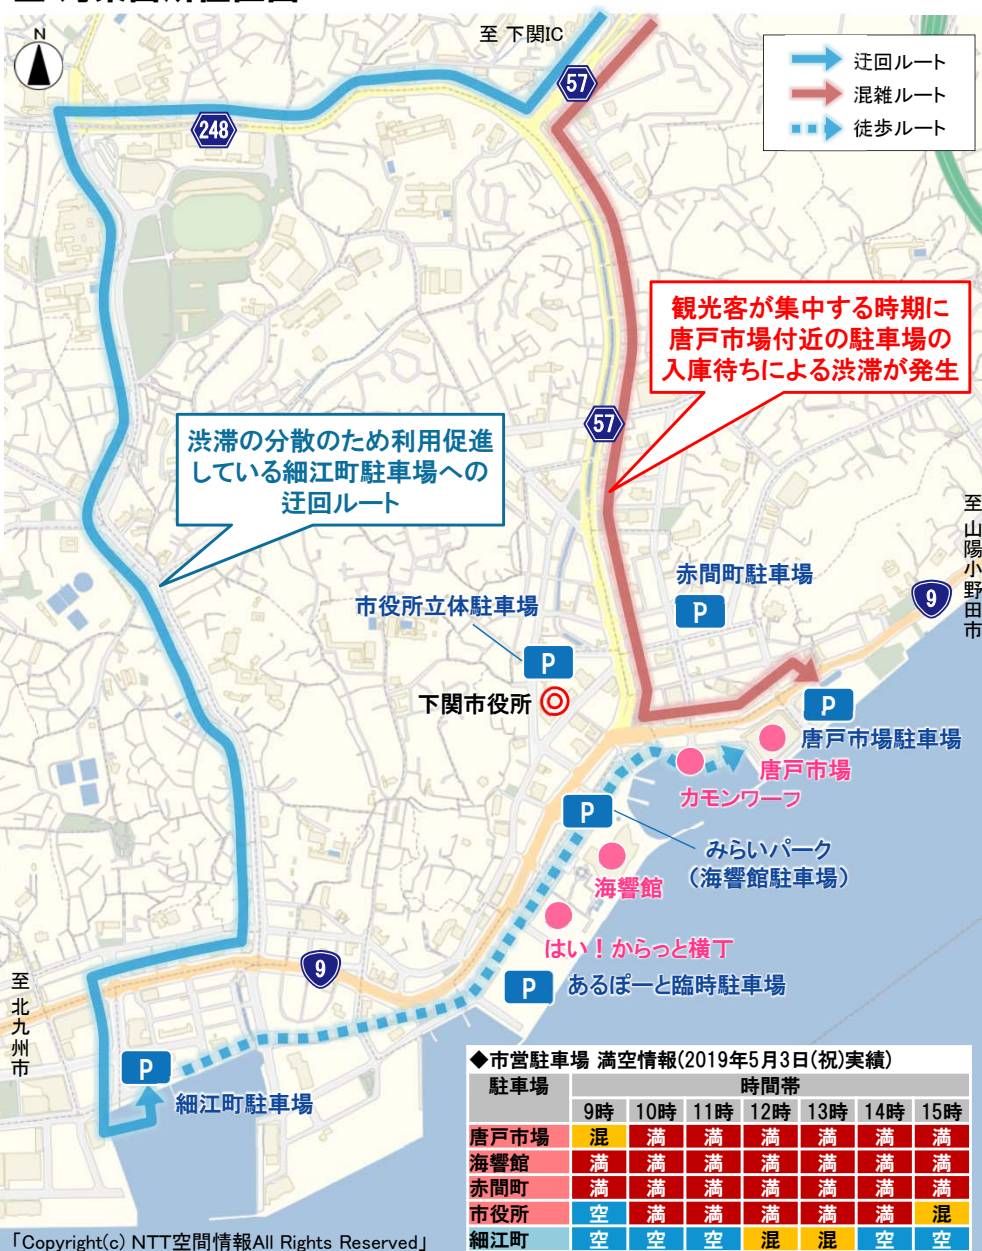 N
至 下関IC
迂回ルート
混雑ルート
徒歩ルート
57
248
観光客が集中する時期に
唐戸市場付近の駐車場の
入庫待ちによる渋滞が発生
57
渋滞の分散のため利用促進
している細江町駐車場への
迂回ルート
至 山陽小野田市
赤間町駐車場
P
9
市役所立体駐車場
P
下関市役所
P
唐戸市場駐車場
唐戸市場
カモンワーフ
P
みらいパーク
(海響館駐車場)
海響館
はい!からっと横丁
9
P
あるぽーと臨時駐車場
至 北九州市
P
細江町駐車場
◆市営駐車場 満空情報(2019年5月3日(祝)実績)
駐車場 時間帯
9時 10時 11時 12時 13時 14時 15時
唐戸市場 混 満 満 満 満 満 満
海響館 満 満 満 満 満 満 満
赤間町 満 満 満 満 満 満 満
市役所 空 満 満 満 満 満 混
細江町 空 空 空 混 混 空 空
「Copyright(c) NTT空間情報All Rights Reserved」